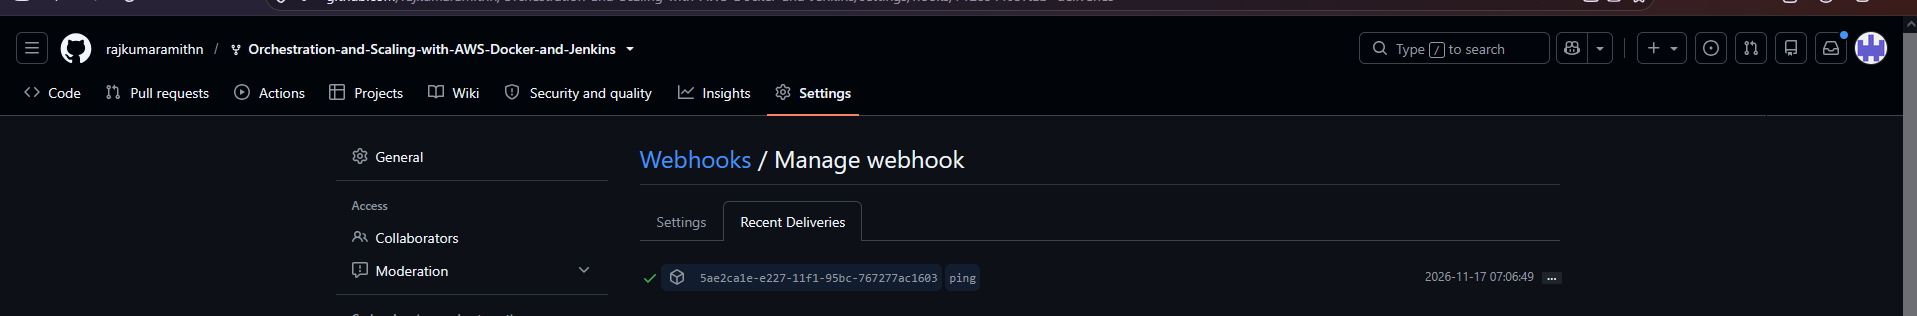 rajkumaramithn / Orchestration-and-Scaling-with-AWS-Docker-and-Jenkins
Type / to search
Code Pull requests Actions Projects Wiki Security and quality Insights Settings
General
Webhooks / Manage webhook
Access
Settings Recent Deliveries
Collaborators
Moderation
5ae2ca1e-e227-11f1-95bc-767277ac1603 ping 2026-11-17 07:06:49 ...